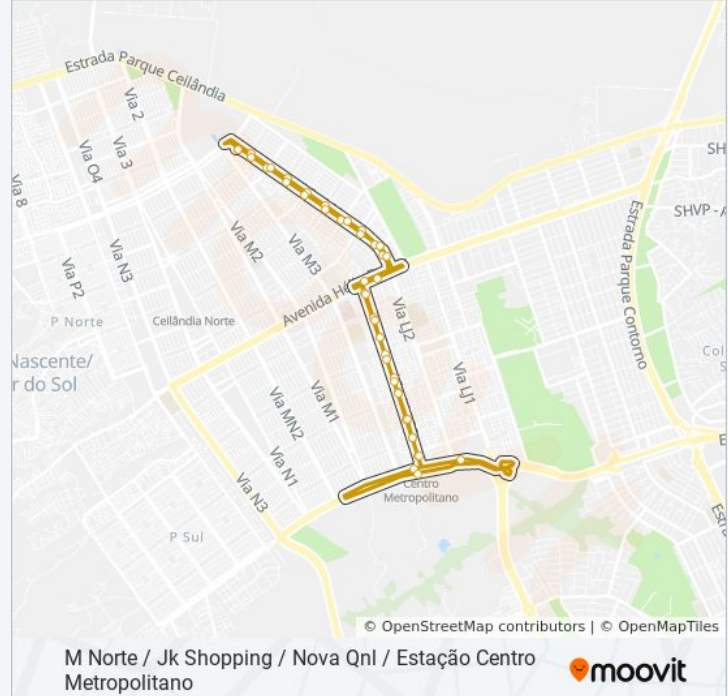 Estrada Parque Ceilândia
Via 2
Via 3
Via O4
Via 8
SH
SHVP - A
Estrada Parque Contorno
Via M2
Via M3
Via N3
Via P2
P Norte
Ceilândia Norte
Avenida Hé
Via LJ2
Nascente/
r do Sol
Col
S
Via LJ1
Via M1
Via MN2
Via N1
Via N3
P Sul
Centro
Metropolitano
E
Estr
© OpenStreetMap contributors | © OpenMapTiles
M Norte / Jk Shopping / Nova Qnl / Estação Centro
Metropolitano
moovit